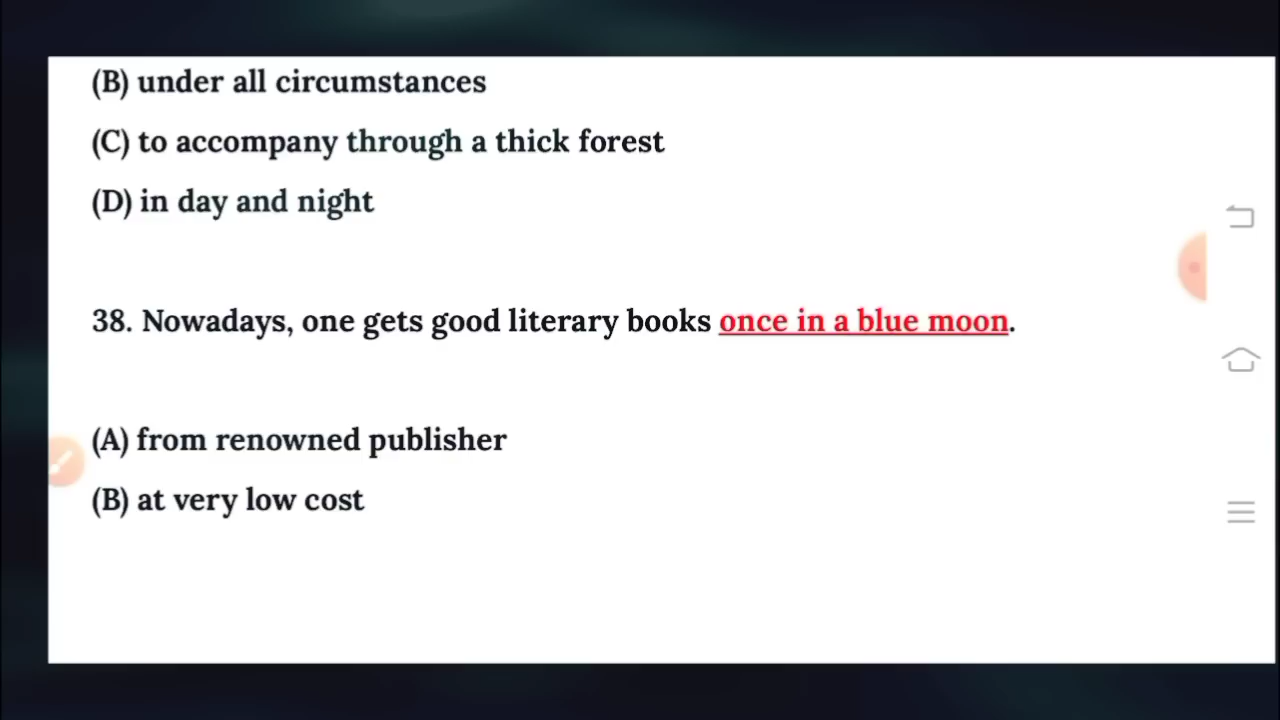 (B) under all circumstances
(C) to accompany through a thick forest
(D) in day and night
38. Nowadays, one gets good literary books once in a blue moon.
(A) from renowned publisher
(B) at very low cost